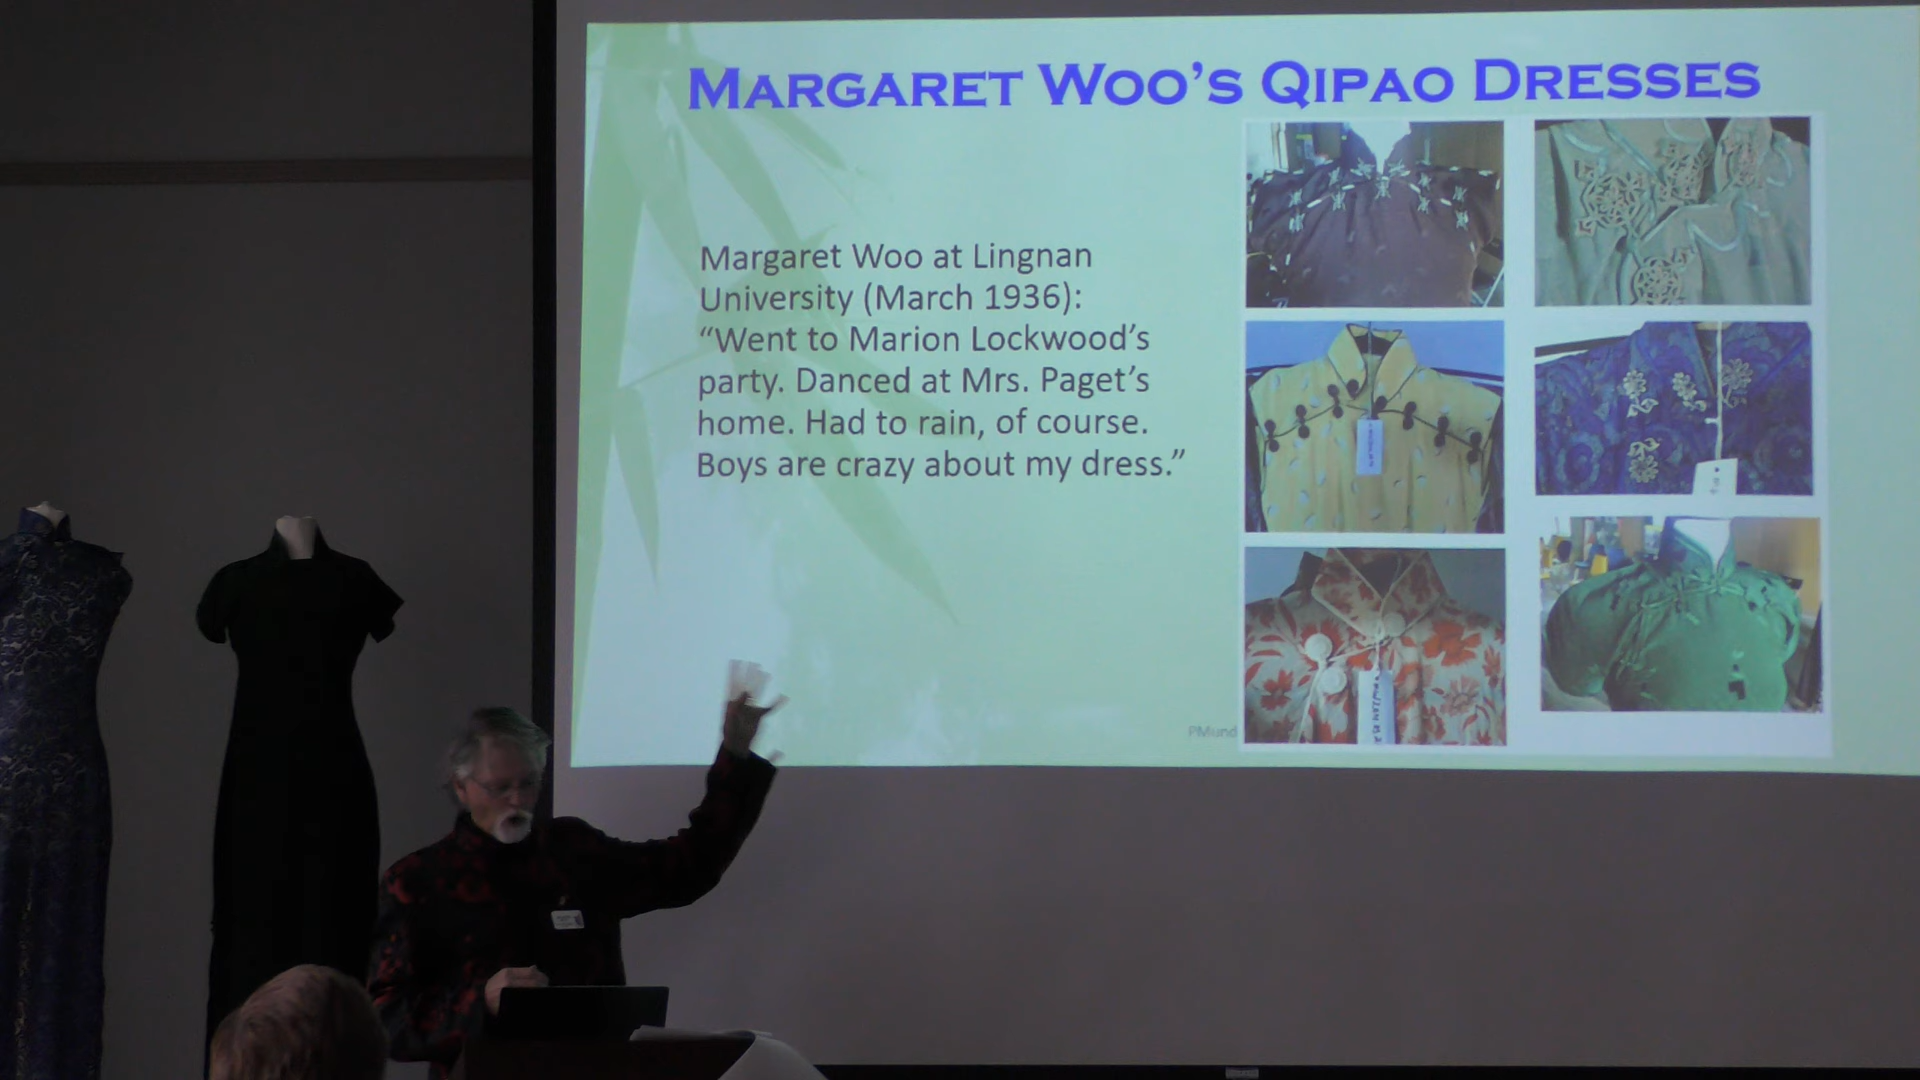 MARGARET WOO'S QIPAO DRESSES
Margaret Woo at Lingnan
University (March 1936):
“Went to Marion Lockwood’s
party. Danced at Mrs. Paget’s
home. Had to rain, of course.
Boys are crazy about my dress.”
PMund